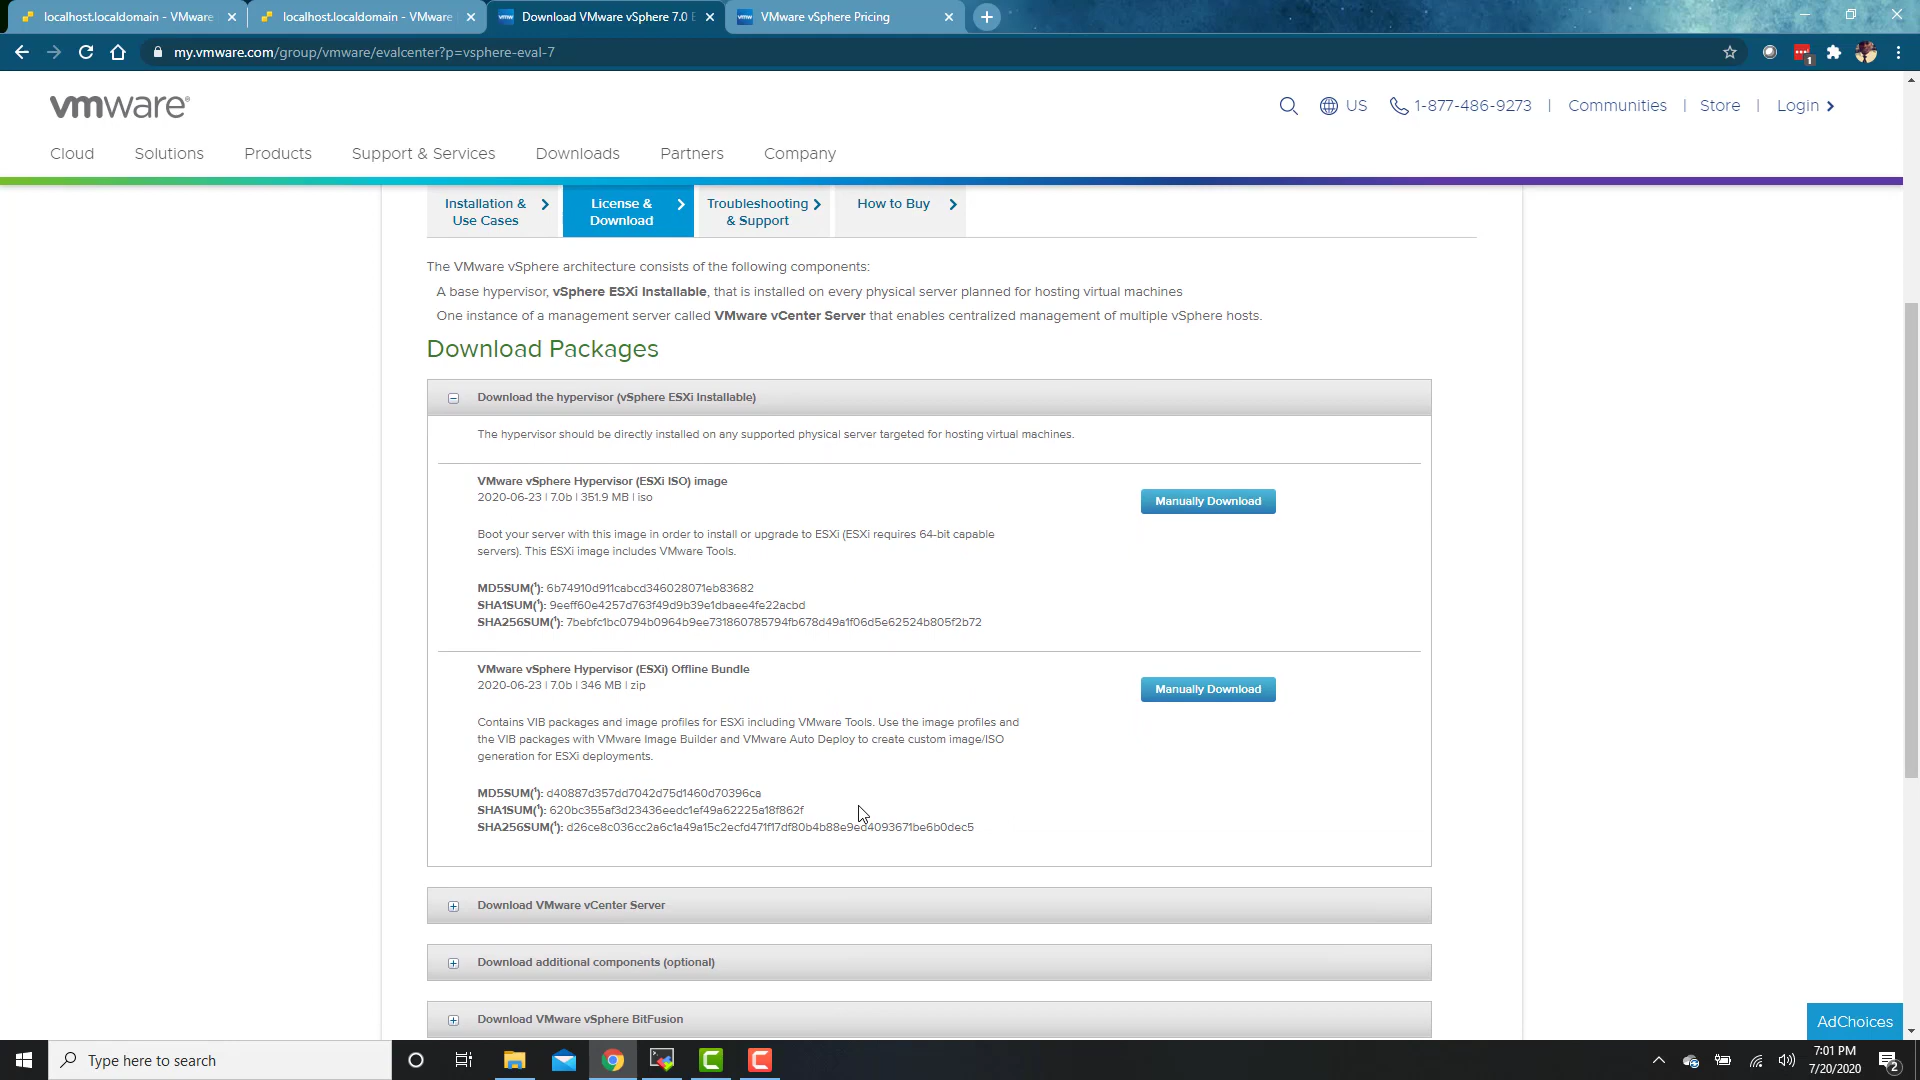 localhost.localdomain - VMware
localhost.localdomain - VMware
Download VMware vSphere 7.0 E
VMware vSphere Pricing
my.vmware.com/group/vmware/evalcenter?p=vsphere-eval-7
1
vmware®
US
1-877-486-9273
Communities
Store
Login
Cloud
Solutions
Products
Support & Services
Downloads
Partners
Company
Installation &
Use Cases
License &
Download
Troubleshooting
& Support
How to Buy
The VMware vSphere architecture consists of the following components:
A base hypervisor, vSphere ESXi Installable, that is installed on every physical server planned for hosting virtual machines
One instance of a management server called VMware vCenter Server that enables centralized management of multiple vSphere hosts.
Download Packages
Download the hypervisor (vSphere ESXi Installable)
The hypervisor should be directly installed on any supported physical server targeted for hosting virtual machines.
VMware vSphere Hypervisor (ESXi ISO) image
2020-06-23 | 7.0b | 351.9 MB | iso
Manually Download
Boot your server with this image in order to install or upgrade to ESXi (ESXi requires 64-bit capable
servers). This ESXi image includes VMware Tools.
MD5SUM(1): 6b74910d911cabcd346028071eb83682
SHA1SUM(1): 9eeff60e4257d763f49d9b39e1dbaee4fe22acbd
SHA256SUM(1): 7bebfc1bc0794b0964b9ee731860785794fb678d49a1f06d5e62524b805f2b72
VMware vSphere Hypervisor (ESXi) Offline Bundle
2020-06-23 | 7.0b | 346 MB | zip
Manually Download
Contains VIB packages and image profiles for ESXi including VMware Tools. Use the image profiles and
the VIB packages with VMware Image Builder and VMware Auto Deploy to create custom image/ISO
generation for ESXi deployments.
MD5SUM(1): d40887d357dd7042d75d1460d70396ca
SHA1SUM(1): 620bc355af3d23436eedc1ef49a62225a18f862f
SHA256SUM(1): d26ce8c036cc2a6c1a49a15c2ecfd471f17df80b4b88e9ed4093671be6b0dec5
Download VMware vCenter Server
Download additional components (optional)
Download VMware vSphere BitFusion
AdChoices
Type here to search
7:01 PM
7/20/2020
2